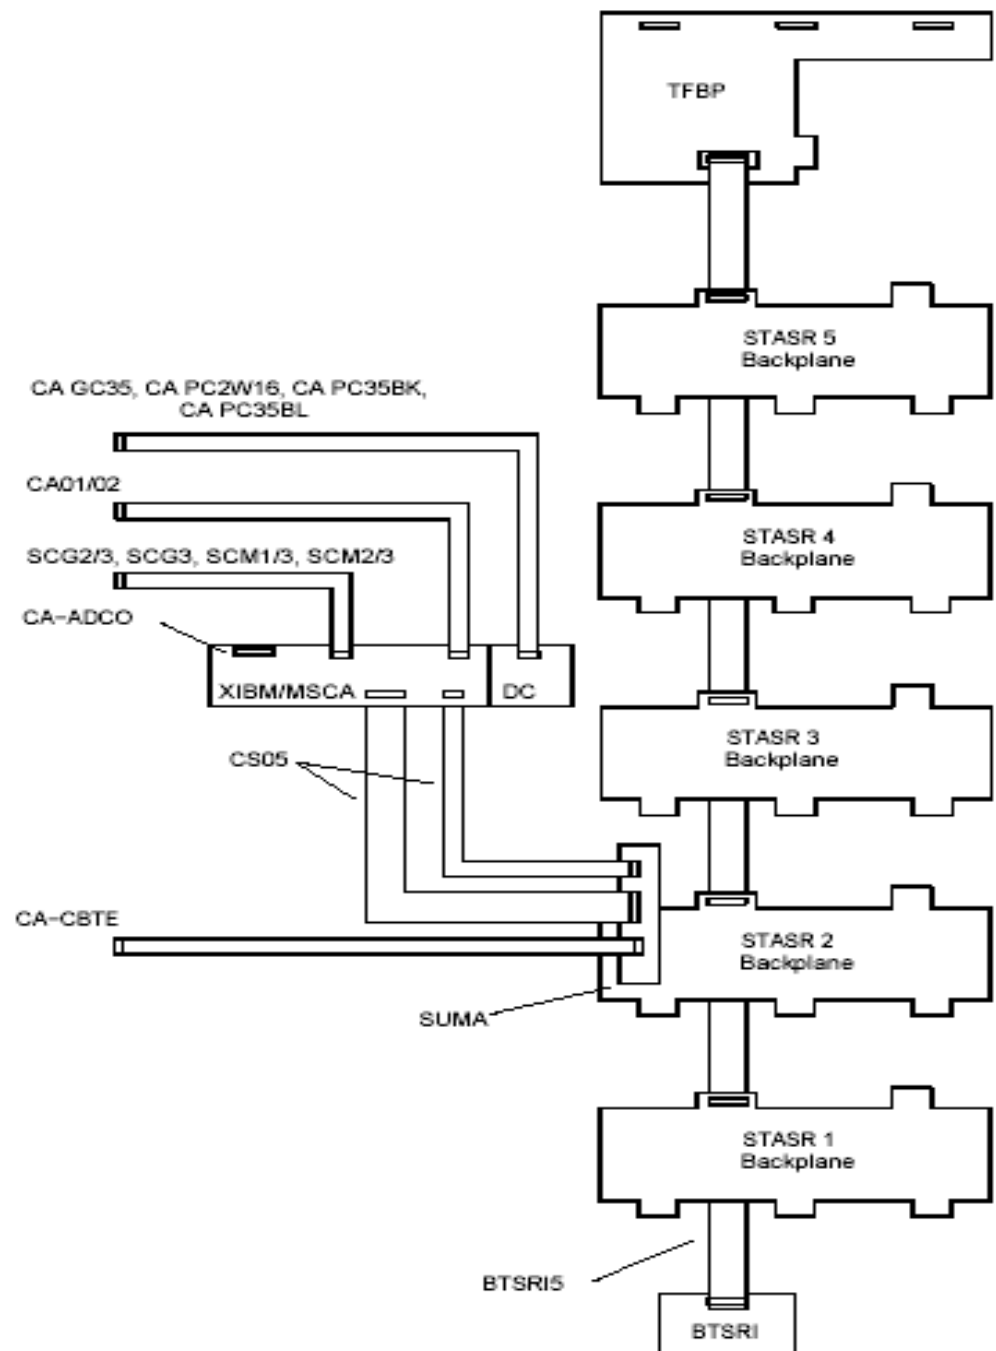 TFBP
STASR 5
Backplane
CA GC35, CA PC2W16, CA PC35BK,
CA PC35BL
CA01/02
STASR 4
Backplane
SCG2/3, SCG3, SCM1/3, SCM2/3
CA-ADCO
XIBM/MSCA
DC
STASR 3
Backplane
CS05
CA-CBTE
STASR 2
Backplane
SUMA
STASR 1
Backplane
BTSRI5
BTSRI